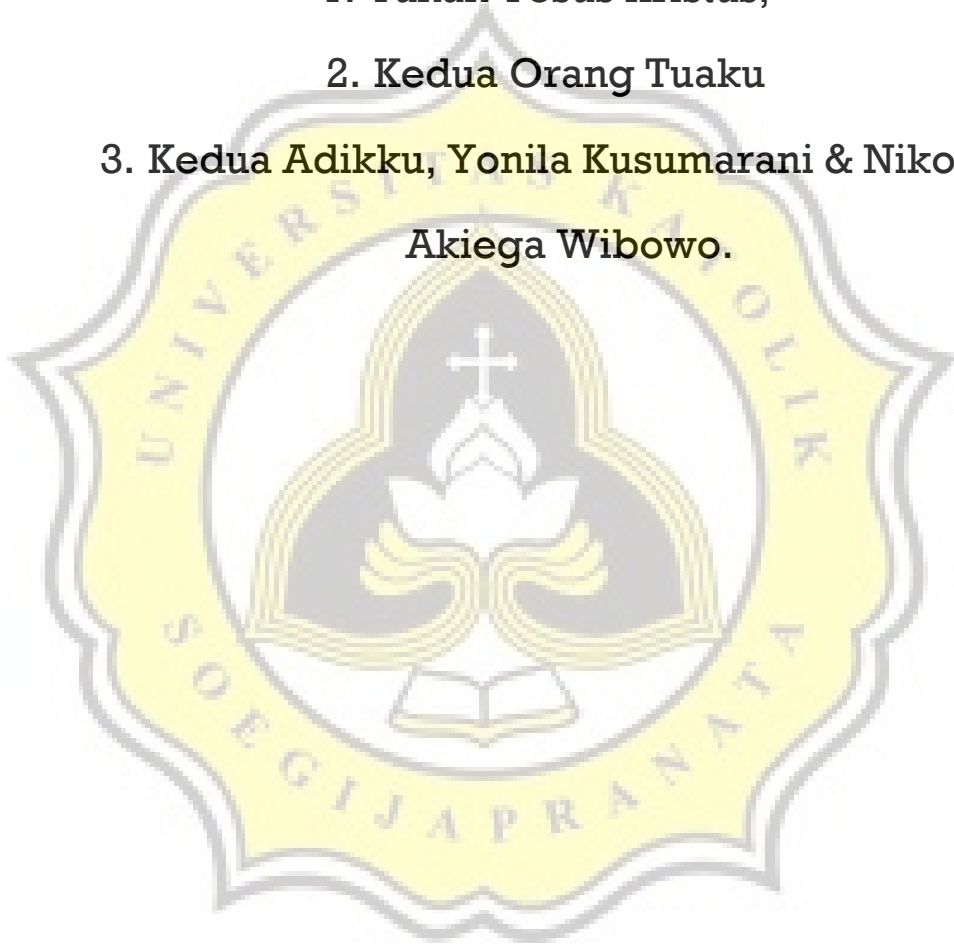 2. Kedua Orang Tuaku
3. Kedua Adikku, Yonila Kusumarani & Niko
Akiega Wibowo.
UNIVERSITAS KATOLIK
SOEGIJAPRANATA